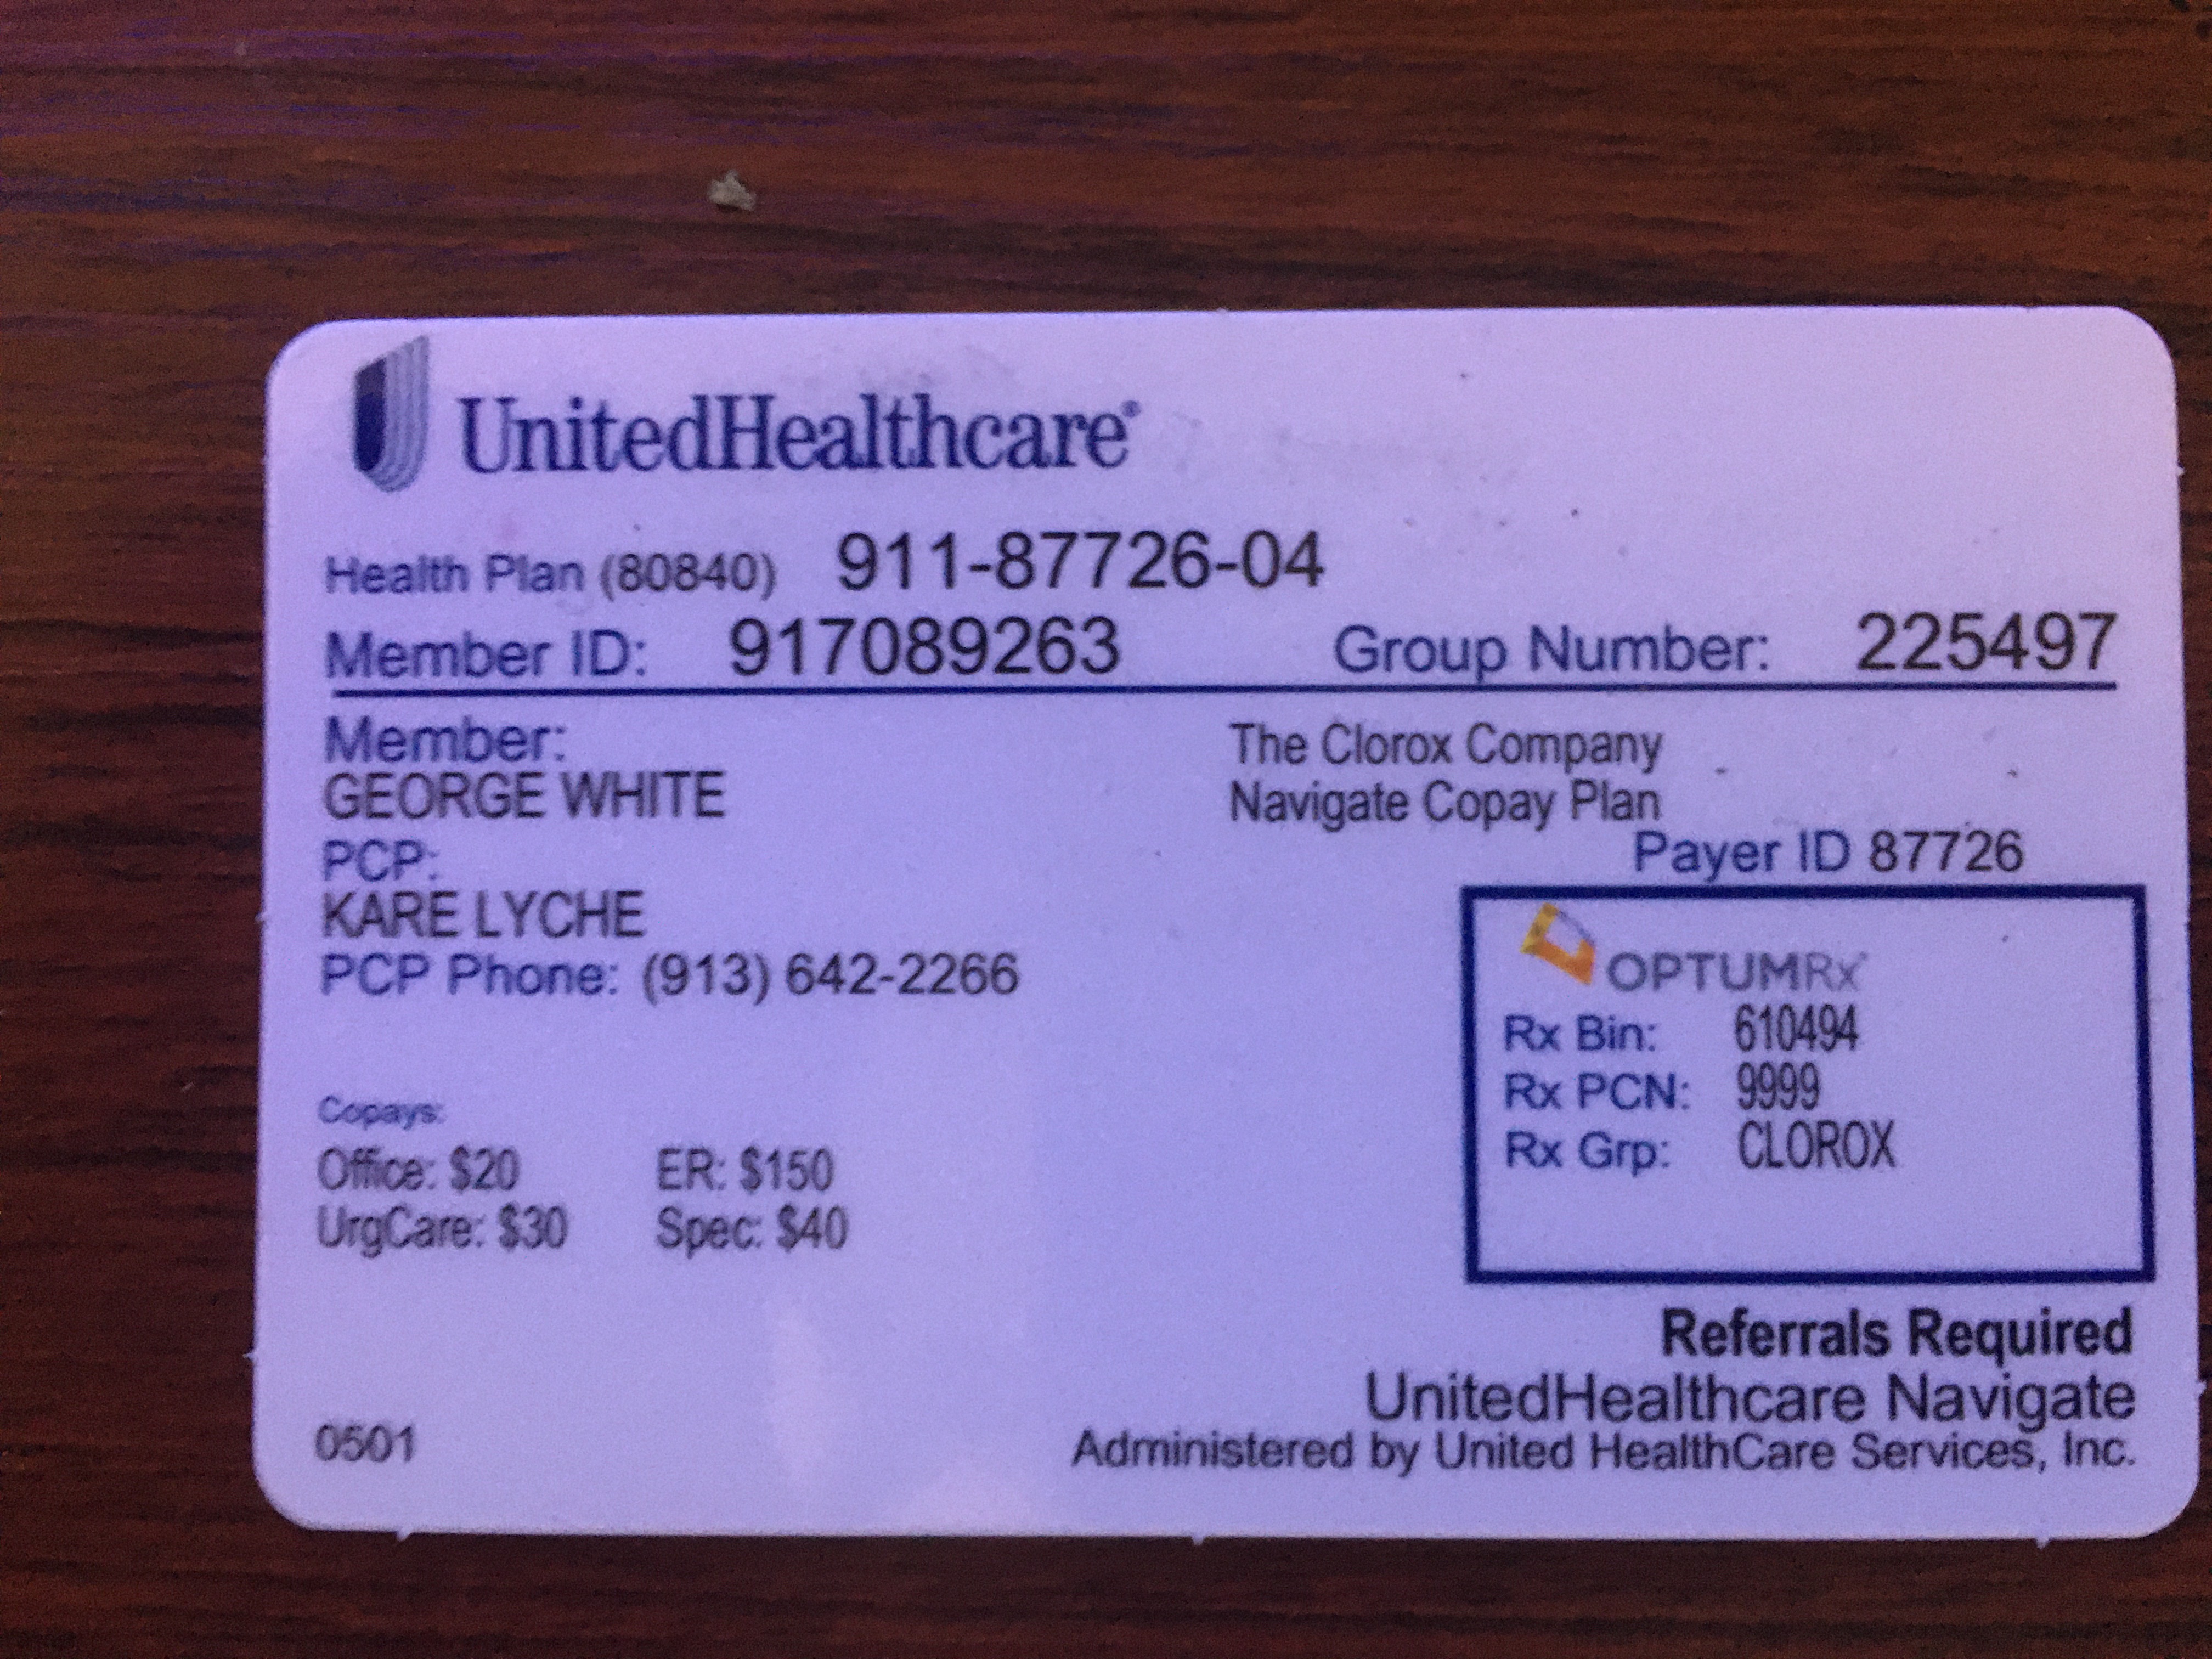 UnitedHealthcare®
Health Plan (80840) 911-87726-04
Member ID: 917089263 Group Number: 225497
Member:
GEORGE WHITE
The Clorox Company
Navigate Copay Plan
PCP:
KARE LYCHE
PCP Phone: (913) 642-2266
Payer ID 87726
OPTUMRx
Rx Bin: 610494
Rx PCN: 9999
Rx Grp: CLOROX
Copays:
Office: $20 ER: $150
UrgCare: $30 Spec: $40
Referrals Required
UnitedHealthcare Navigate
0501 Administered by United HealthCare Services, Inc.